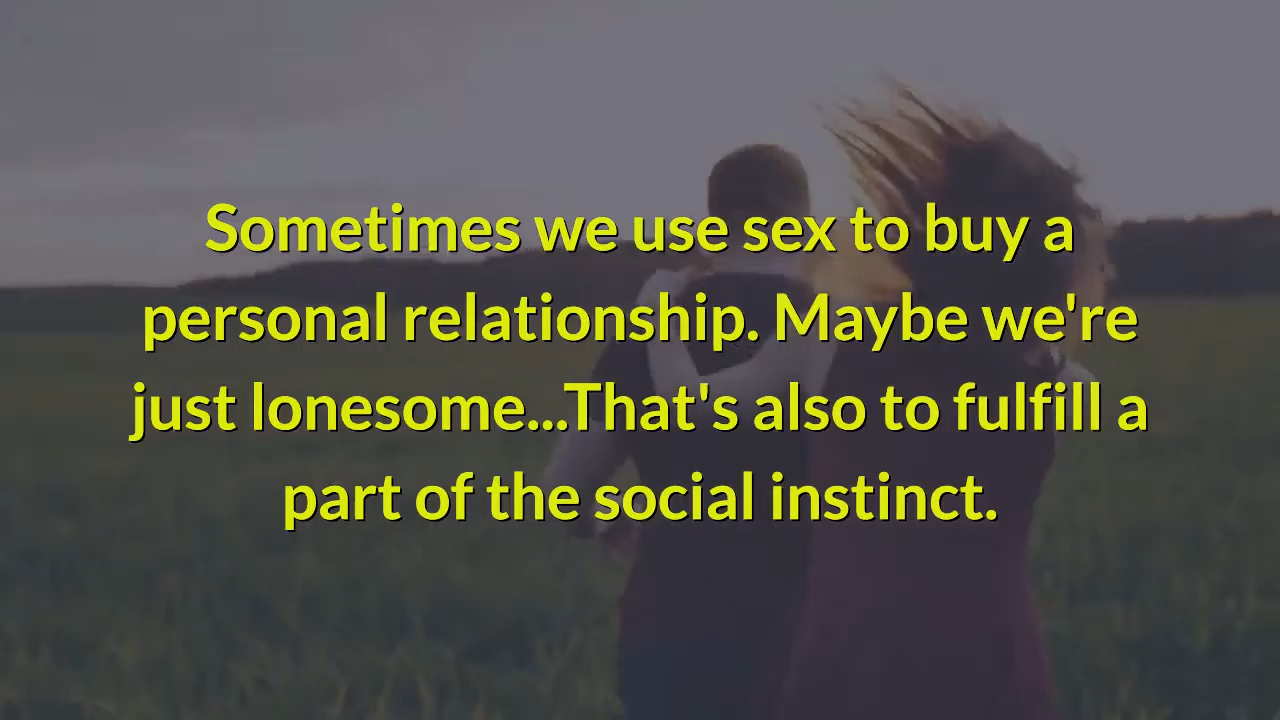 Sometimes we use sex to buy a
personal relationship. Maybe we're
just lonesome...That's also to fulfill a
part of the social instinct.